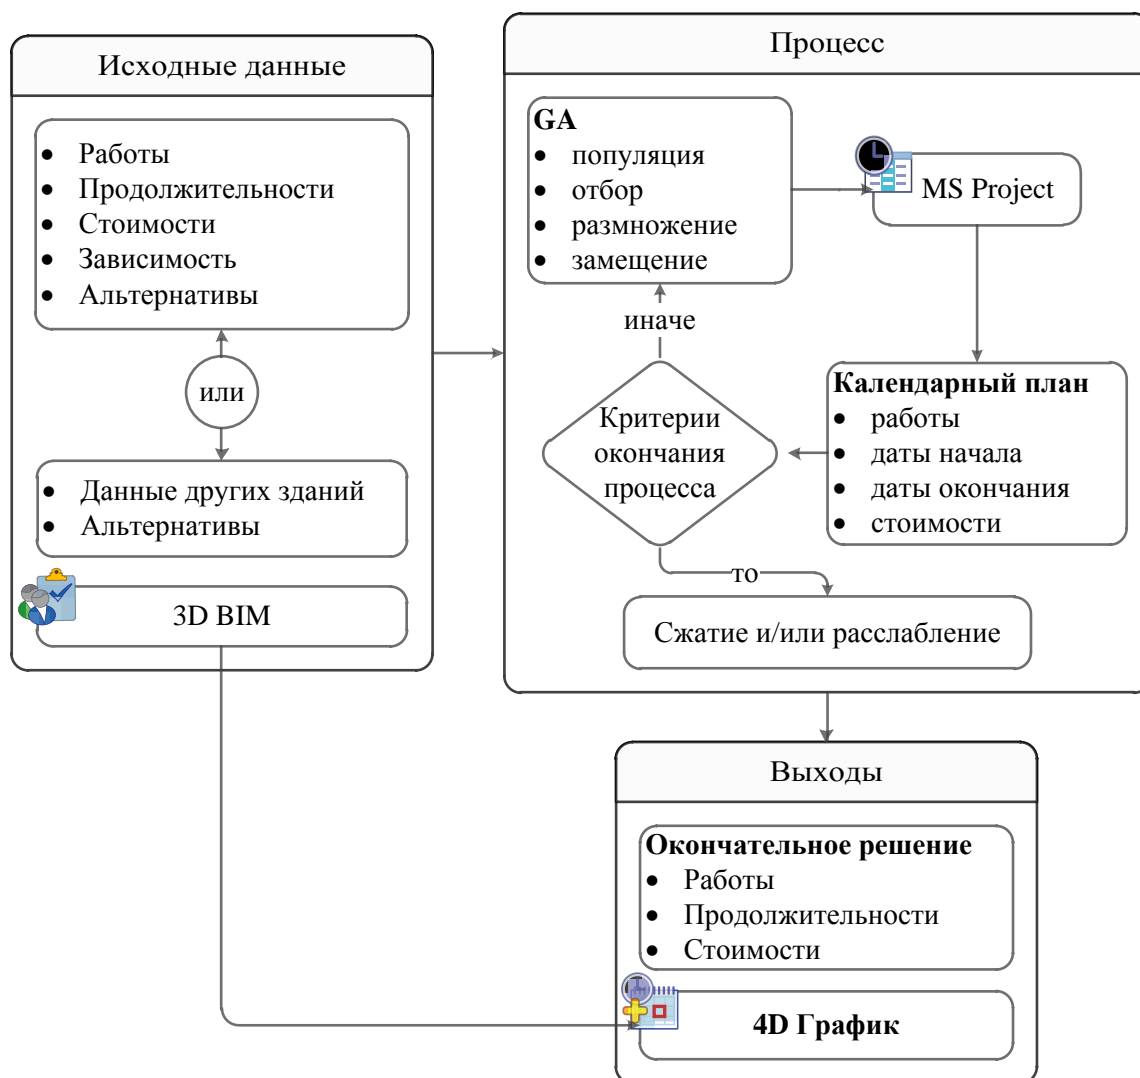 Исходные данные
Работы
Продолжительности
Стоимости
Зависимость
Альтернативы
или
Данные других зданий
Альтернативы
3D BIM
Процесс
GA
популяция
отбор
размножение
замещение
MS Project
иначе
Календарный план
работы
даты начала
даты окончания
стоимости
Критерии
окончания
процесса
то
Сжатие и/или расслабление
Выходы
Окончательное решение
Работы
Продолжительности
Стоимости
4D График